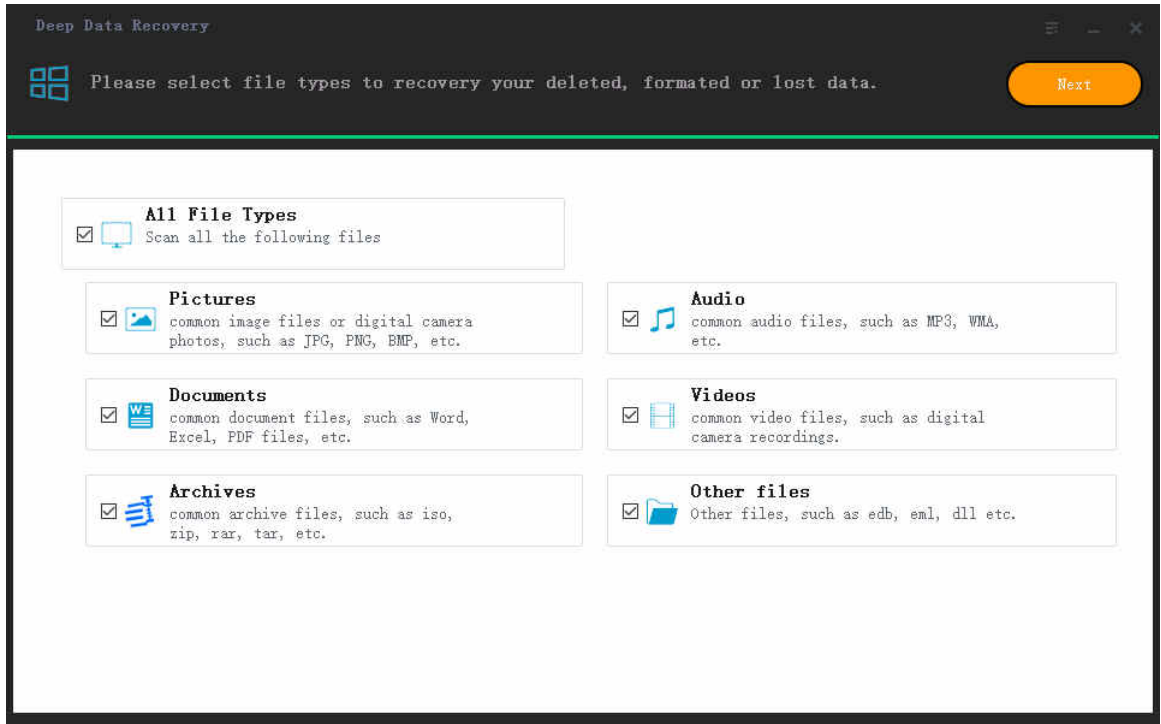 Deep Data Recovery
Please select file types to recovery your deleted, formated or lost data.
Next
All File Types
Scan all the following files
Pictures
common image files or digital camera
photos, such as JPG, PNG, BMP, etc.
Audio
common audio files, such as MP3, WMA,
etc.
Documents
common document files, such as Word,
Excel, PDF files, etc.
Videos
common video files, such as digital
camera recordings.
Archives
common archive files, such as iso,
zip, rar, tar, etc.
Other files
Other files, such as edb, eml, dll etc.